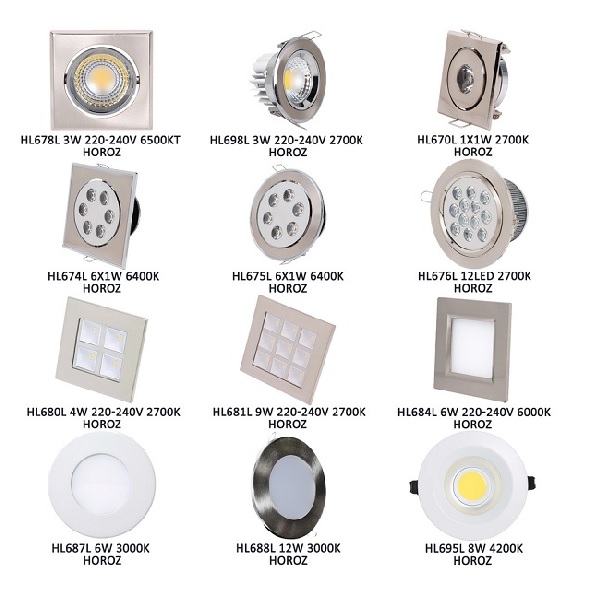 HL678L 3W 220-240V 6500KT
HOROZ
HL698L 3W 220-240V 2700K
HOROZ
HL670L 1X1W 2700K
HOROZ
HL674L 6X1W 6400K
HOROZ
HL675L 6X1W 6400K
HOROZ
HL676L 12LED 2700K
HOROZ
HL680L 4W 220-240V 2700K
HOROZ
HL681L 9W 220-240V 2700K
HOROZ
HL684L 6W 220-240V 6000K
HOROZ
HL687L 6W 3000K
HOROZ
HL688L 12W 3000K
HOROZ
HL695L 8W 4200K
HOROZ